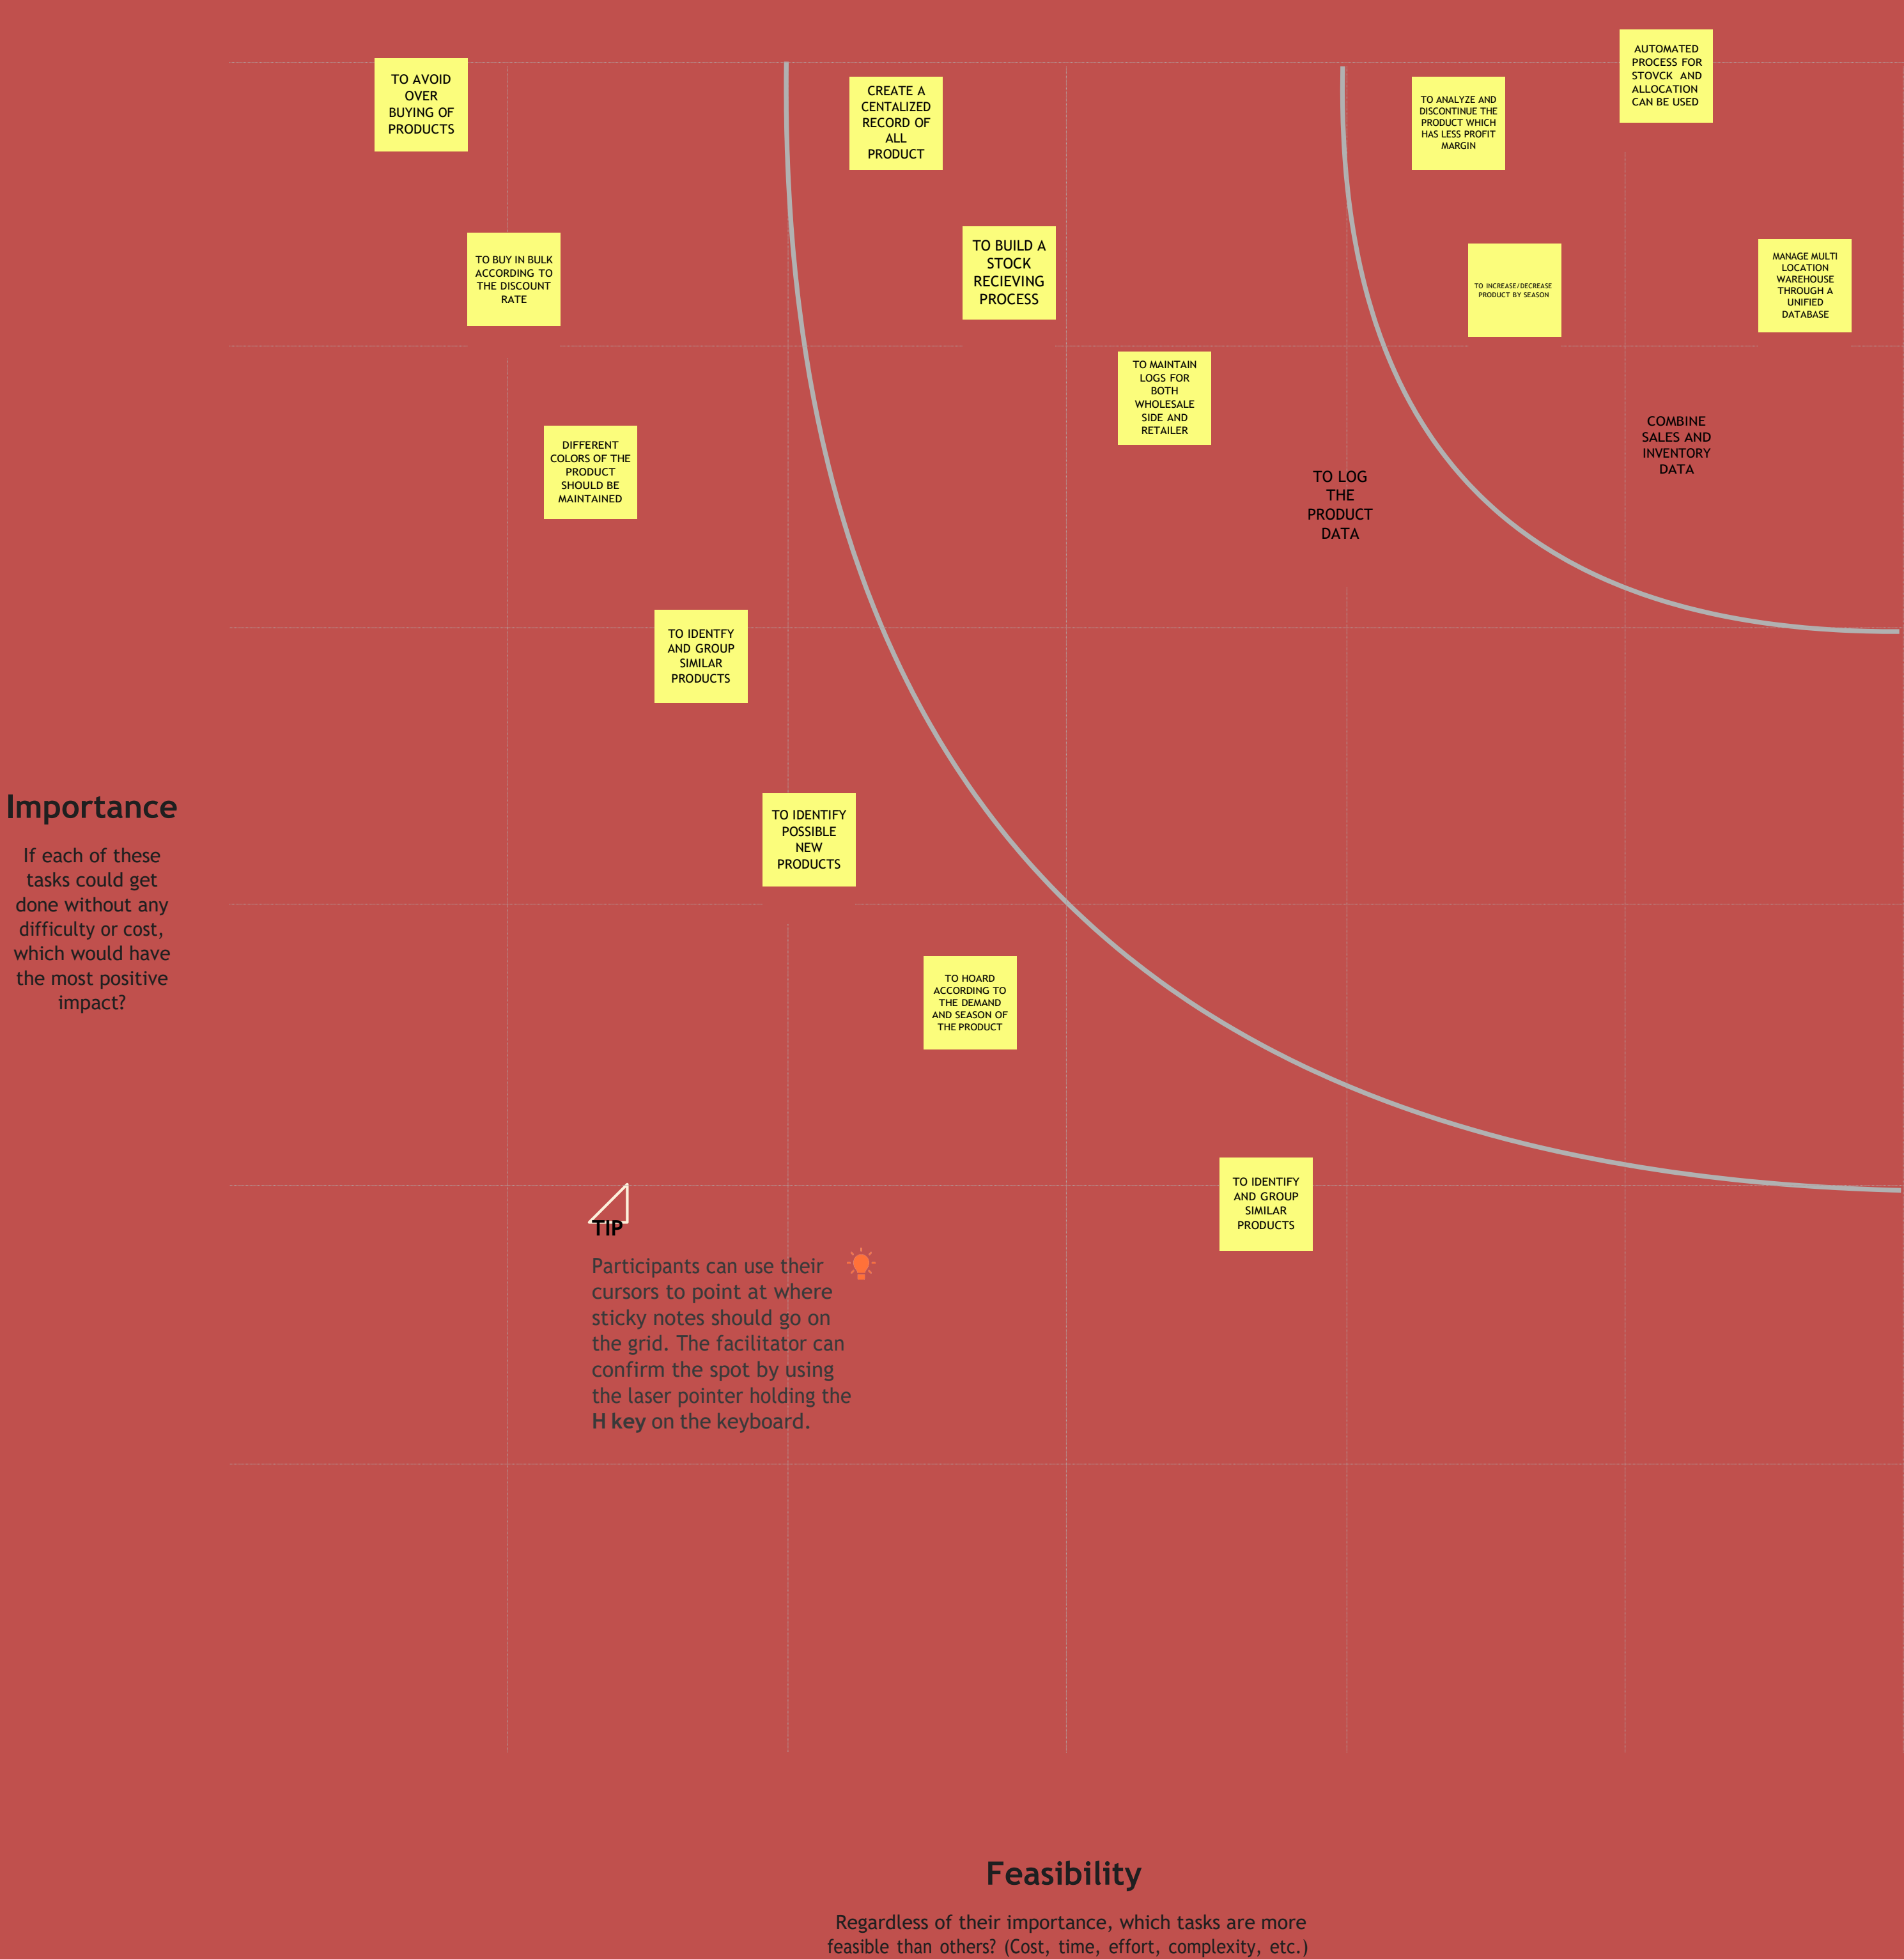 AUTOMATED
PROCESS FOR
STOVCK AND
ALLOCATION
CAN BE USED
TO AVOID
OVER
BUYING OF
PRODUCTS
CREATE A
CENTALIZED
RECORD OF
ALL
PRODUCT
TO ANALYZE AND
DISCONTINUE THE
PRODUCT WHICH
HAS LESS PROFIT
MARGIN
TO BUY IN BULK
ACCORDING TO
THE DISCOUNT
RATE
TO BUILD A
STOCK
RECIEVING
PROCESS
TO INCREASE/DECREASE
PRODUCT BY SEASON
MANAGE MULTI
LOCATION
WAREHOUSE
THROUGH A
UNIFIED
DATABASE
TO MAINTAIN
LOGS FOR
BOTH
WHOLESALE
SIDE AND
RETAILER
COMBINE
SALES AND
INVENTORY
DATA
DIFFERENT
COLORS OF THE
PRODUCT
SHOULD BE
MAINTAINED
TO LOG
THE
PRODUCT
DATA
TO IDENTFY
AND GROUP
SIMILAR
PRODUCTS
Importance
If each of these
tasks could get
done without any
difficulty or cost,
which would have
the most positive
impact?
TO IDENTIFY
POSSIBLE
NEW
PRODUCTS
TO HOARD
ACCORDING TO
THE DEMAND
AND SEASON OF
THE PRODUCT
TO IDENTIFY
AND GROUP
SIMILAR
PRODUCTS
TIP
Participants can use their
cursors to point at where
sticky notes should go on
the grid. The facilitator can
confirm the spot by using
the laser pointer holding the
H key on the keyboard.
Feasibility
Regardless of their importance, which tasks are more
feasible than others? (Cost, time, effort, complexity, etc.)